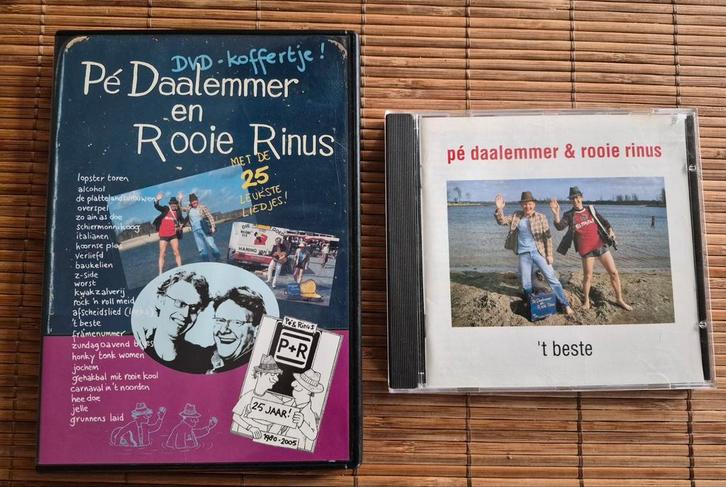 DVD-koffertje!
Pé Daalemmer
en
Rooie Rinus
MET DE
25
LEUKSTE
LIEDJES!
lopster toren
alcohol
de plattelandsvrouwen
overspel
zo ain as doe
schiermonnikoog
italianen
hoornse plas
verliefd
baukelien
z-side
worst
kwakzalverij
rock 'n roll meid
afscheidslied
't beste
framenummer
zundagoavend blues
honky tonk women
jochem
gehakbal mit rooie kool
carnaval in 't noorden
hee doe
jelle
grunnens laid
Pé & Rinus
P+R
25 JAAR!
1980-2005
pé daalemmer & rooie rinus
't beste